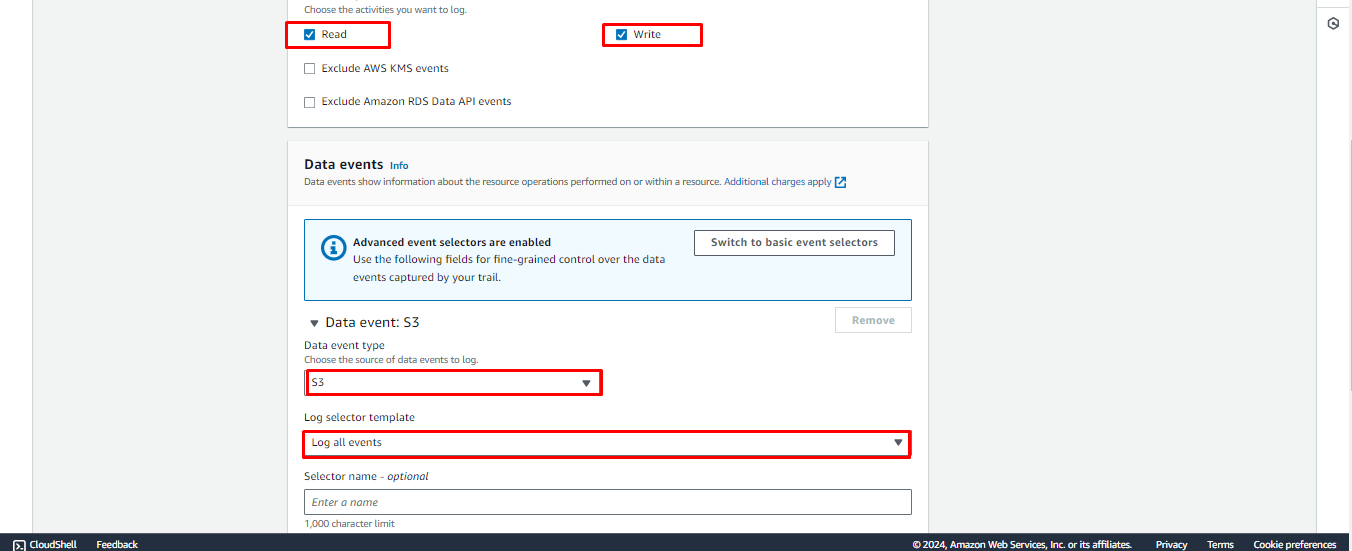 Choose the activities you want to log.
Read
Write
Exclude AWS KMS events
Exclude Amazon RDS Data API events
Data events Info
Data events show information about the resource operations performed on or within a resource. Additional charges apply
Advanced event selectors are enabled
Switch to basic event selectors
Use the following fields for fine-grained control over the data
events captured by your trail.
Data event: S3
Remove
Data event type
Choose the source of data events to log.
S3
Log selector template
Log all events
Selector name - optional
Enter a name
1,000 character limit
CloudShell Feedback © 2024, Amazon Web Services, Inc. or its affiliates. Privacy Terms Cookie preferences